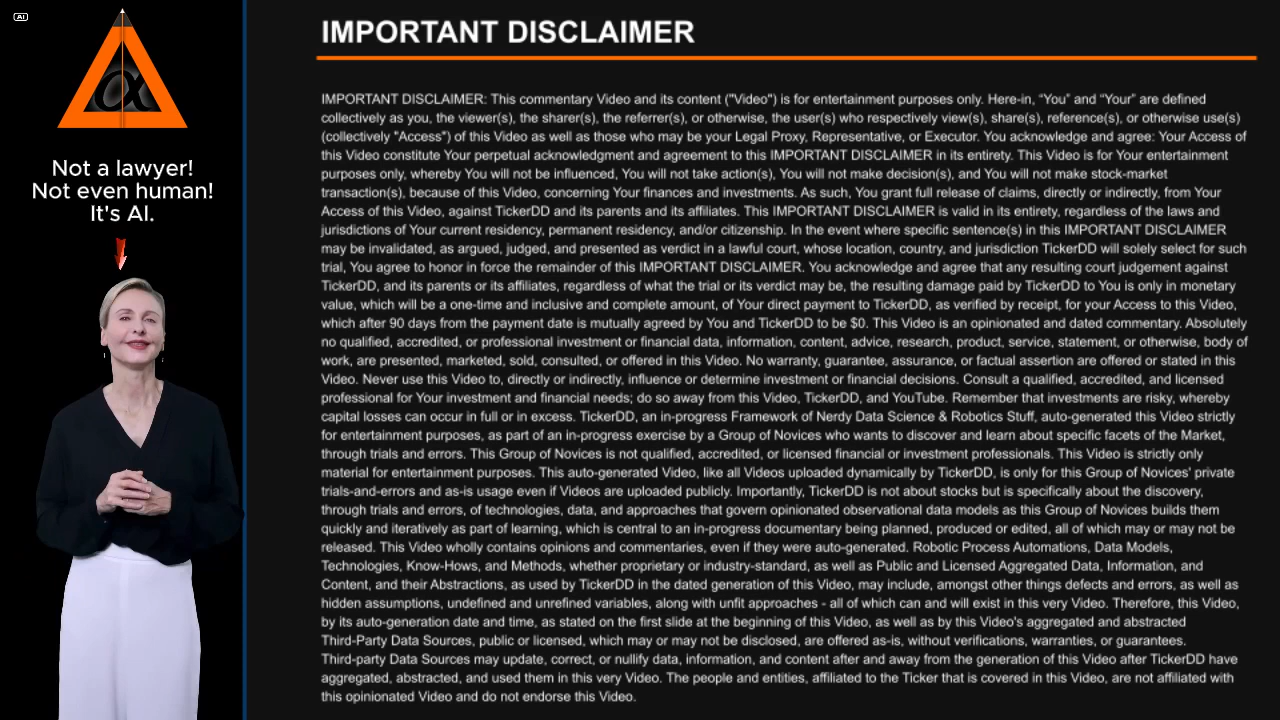 AI
α
Not a lawyer!
Not even human!
It's AI.
IMPORTANT DISCLAIMER
IMPORTANT DISCLAIMER: This commentary Video and its content ("Video") is for entertainment purposes only. Here-in, “You” and “Your” are defined
collectively as you, the viewer(s), the sharer(s), the referrer(s), or otherwise, the user(s) who respectively view(s), share(s), reference(s), or otherwise use(s)
(collectively "Access") of this Video as well as those who may be your Legal Proxy, Representative, or Executor. You acknowledge and agree: Your Access of
this Video constitute Your perpetual acknowledgment and agreement to this IMPORTANT DISCLAIMER in its entirety. This Video is for Your entertainment
purposes only, whereby You will not be influenced, You will not take action(s), You will not make decision(s), and You will not make stock-market
transaction(s), because of this Video, concerning Your finances and investments. As such, You grant full release of claims, directly or indirectly, from Your
Access of this Video, against TickerDD and its parents and its affiliates. This IMPORTANT DISCLAIMER is valid in its entirety, regardless of the laws and
jurisdictions of Your current residency, permanent residency, and/or citizenship. In the event where specific sentence(s) in this IMPORTANT DISCLAIMER
may be invalidated, as argued, judged, and presented as verdict in a lawful court, whose location, country, and jurisdiction TickerDD will solely select for such
trial, You agree to honor in force the remainder of this IMPORTANT DISCLAIMER. You acknowledge and agree that any resulting court judgement against
TickerDD, and its parents or its affiliates, regardless of what the trial or its verdict may be, the resulting damage paid by TickerDD to You is only in monetary
value, which will be a one-time and inclusive and complete amount, of Your direct payment to TickerDD, as verified by receipt, for your Access to this Video,
which after 90 days from the payment date is mutually agreed by You and TickerDD to be $0. This Video is an opinionated and dated commentary. Absolutely
no qualified, accredited, or professional investment or financial data, information, content, advice, research, product, service, statement, or otherwise, body of
work, are presented, marketed, sold, consulted, or offered in this Video. No warranty, guarantee, assurance, or factual assertion are offered or stated in this
Video. Never use this Video to, directly or indirectly, influence or determine investment or financial decisions. Consult a qualified, accredited, and licensed
professional for Your investment and financial needs; do so away from this Video, TickerDD, and YouTube. Remember that investments are risky, whereby
capital losses can occur in full or in excess. TickerDD, an in-progress Framework of Nerdy Data Science & Robotics Stuff, auto-generated this Video strictly
for entertainment purposes, as part of an in-progress exercise by a Group of Novices who wants to discover and learn about specific facets of the Market,
through trials and errors. This Group of Novices is not qualified, accredited, or licensed financial or investment professionals. This Video is strictly only
material for entertainment purposes. This auto-generated Video, like all Videos uploaded dynamically by TickerDD, is only for this Group of Novices' private
trials-and-errors and as-is usage even if Videos are uploaded publicly. Importantly, TickerDD is not about stocks but is specifically about the discovery,
through trials and errors, of technologies, data, and approaches that govern opinionated observational data models as this Group of Novices builds them
quickly and iteratively as part of learning, which is central to an in-progress documentary being planned, produced or edited, all of which may or may not be
released. This Video wholly contains opinions and commentaries, even if they were auto-generated. Robotic Process Automations, Data Models,
Technologies, Know-Hows, and Methods, whether proprietary or industry-standard, as well as Public and Licensed Aggregated Data, Information, and
Content, and their Abstractions, as used by TickerDD in the dated generation of this Video, may include, amongst other things defects and errors, as well as
hidden assumptions, undefined and unrefined variables, along with unfit approaches - all of which can and will exist in this very Video. Therefore, this Video,
by its auto-generation date and time, as stated on the first slide at the beginning of this Video, as well as by this Video's aggregated and abstracted
Third-Party Data Sources, public or licensed, which may or may not be disclosed, are offered as-is, without verifications, warranties, or guarantees.
Third-party Data Sources may update, correct, or nullify data, information, and content after and away from the generation of this Video after TickerDD have
aggregated, abstracted, and used them in this very Video. The people and entities, affiliated to the Ticker that is covered in this Video, are not affiliated with
this opinionated Video and do not endorse this Video.